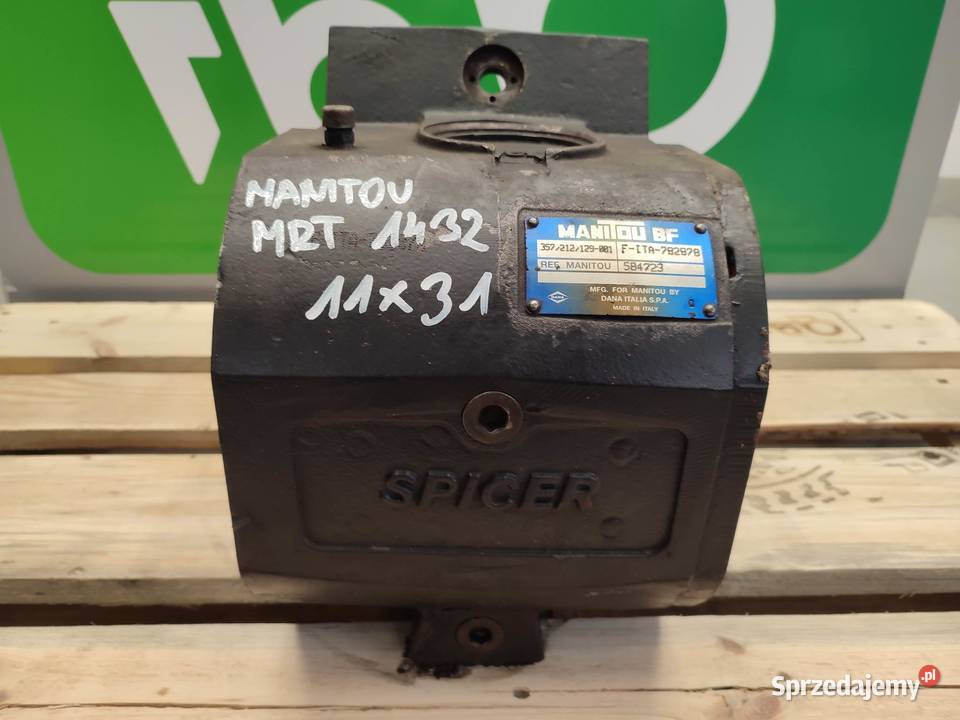 MANITOU
MRT 1432
11x31
MANITOU BF
357/212/129-001 F-ITA-782878
REF. MANITOU 584723
MFG. FOR MANITOU BY
DANA ITALIA S.P.A.
MADE IN ITALY
DANA
SPICER
Sprzedajemy.pl